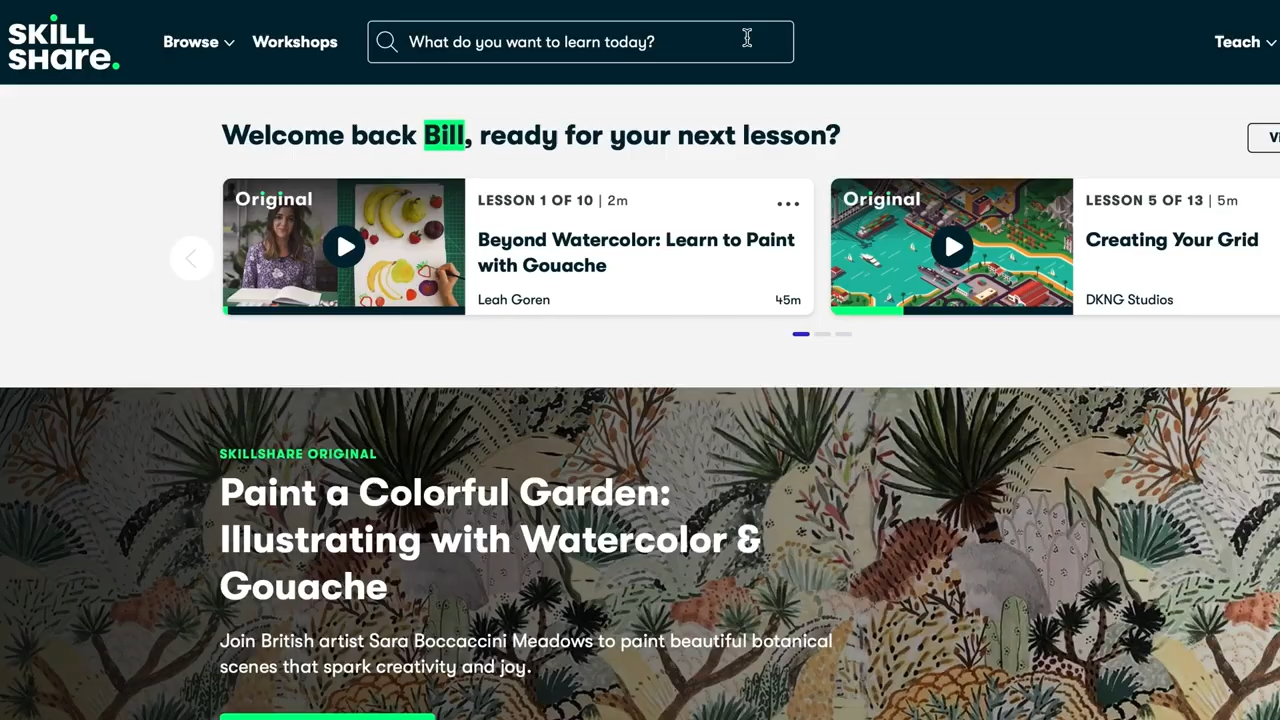 SKILL
SHare.
Browse
Workshops
What do you want to learn today?
Teach
Welcome back Bill, ready for your next lesson?
Original
LESSON 1 OF 10 | 2m
Beyond Watercolor: Learn to Paint
with Gouache
Leah Goren
45m
Original
LESSON 5 OF 13 | 5m
Creating Your Grid
DKNG Studios
SKILLSHARE ORIGINAL
Paint a Colorful Garden:
Illustrating with Watercolor &
Gouache
Join British artist Sara Boccaccini Meadows to paint beautiful botanical
scenes that spark creativity and joy.